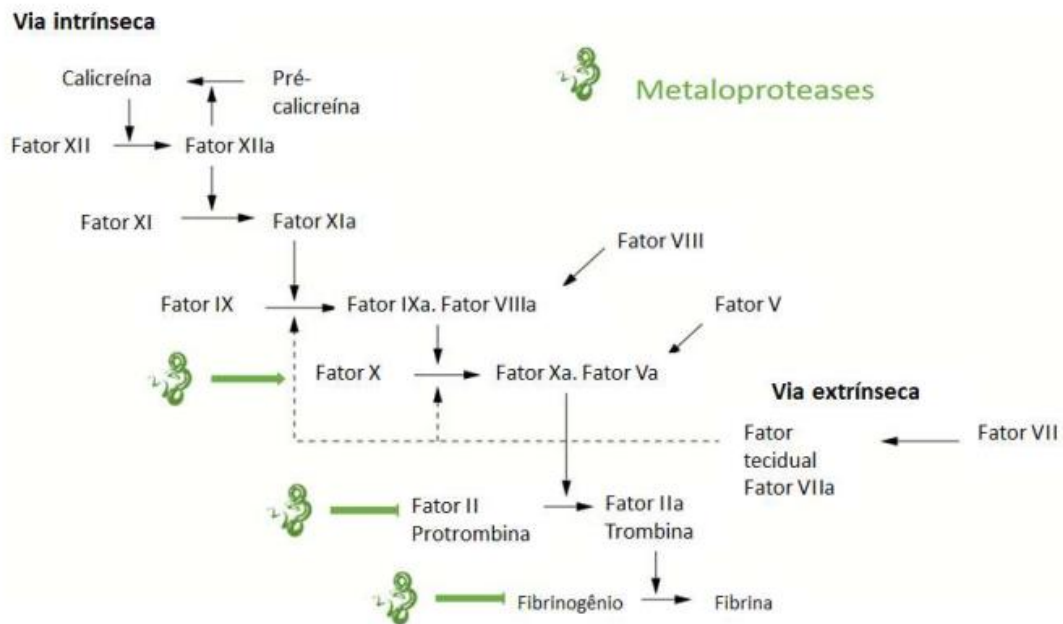 Via intrínseca
Calicreína
Pré-
calicreína
Metaloproteases
Fator XII
Fator XIIa
Fator XI
Fator XIa
Fator VIII
Fator IX
Fator IXa. Fator VIIIa
Fator V
Fator X
Fator Xa. Fator Va
Via extrínseca
Fator
tecidual
Fator VIIa
Fator VII
Fator II
Protrombina
Fator IIa
Trombina
Fibrinogênio
Fibrina